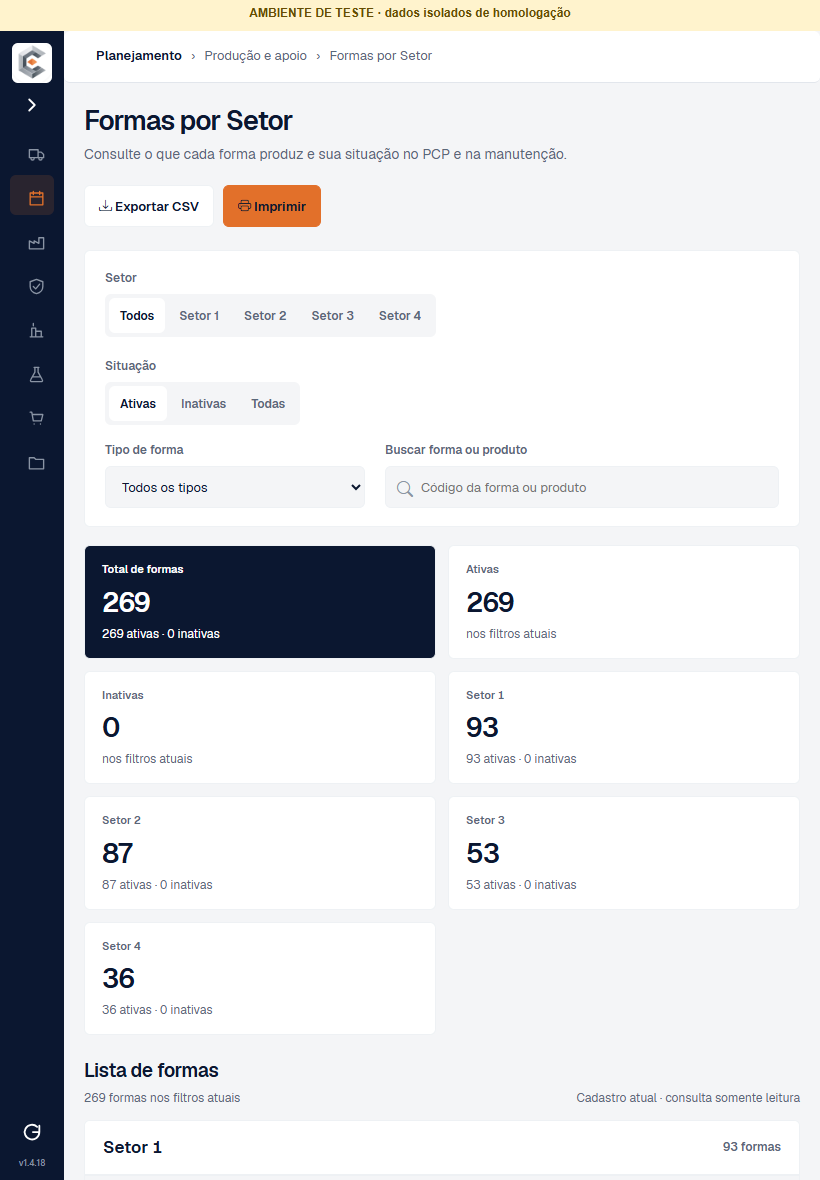 AMBIENTE DE TESTE · dados isolados de homologação
Planejamento › Produção e apoio › Formas por Setor
Formas por Setor
Consulte o que cada forma produz e sua situação no PCP e na manutenção.
Exportar CSV
Imprimir
Setor
Todos Setor 1 Setor 2 Setor 3 Setor 4
Situação
Ativas Inativas Todas
Tipo de forma
Todos os tipos
Buscar forma ou produto
Código da forma ou produto
Total de formas
269
269 ativas · 0 inativas
Ativas
269
nos filtros atuais
Inativas
0
nos filtros atuais
Setor 1
93
93 ativas · 0 inativas
Setor 2
87
87 ativas · 0 inativas
Setor 3
53
53 ativas · 0 inativas
Setor 4
36
36 ativas · 0 inativas
Lista de formas
269 formas nos filtros atuais
Cadastro atual · consulta somente leitura
Setor 1
93 formas
v1.4.18